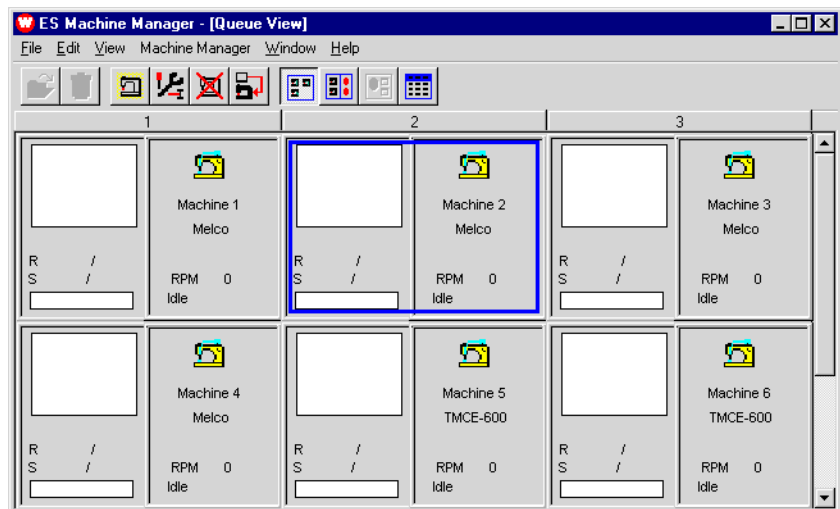 ES Machine Manager - [Queue View]
File Edit View Machine Manager Window Help
1 2 3
Machine 1
Melco
R /
S /
RPM 0
Idle
Machine 2
Melco
R /
S /
RPM 0
Idle
Machine 3
Melco
R /
S /
RPM 0
Idle
Machine 4
Melco
R /
S /
RPM 0
Idle
Machine 5
TMCE-600
R /
S /
RPM 0
Idle
Machine 6
TMCE-600
R /
S /
RPM 0
Idle